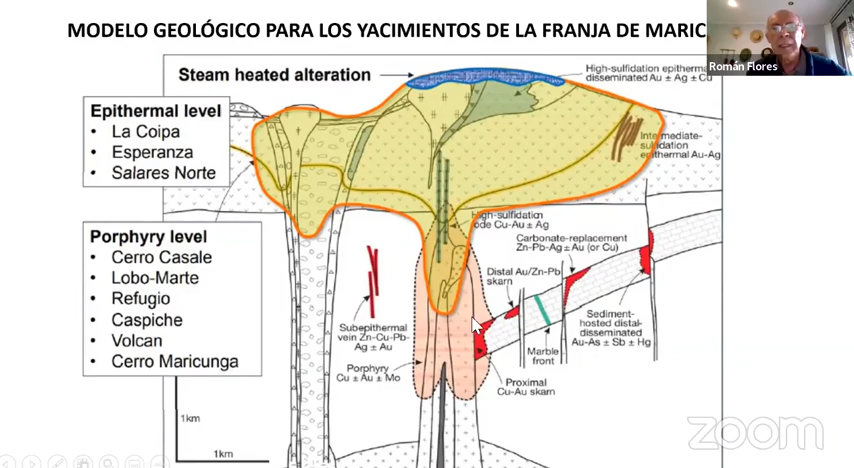 MODELO GEOLÓGICO PARA LOS YACIMIENTOS DE LA FRANJA DE MARIC
Román Flores
Steam heated alteration
High-sulfidation epitherma
disseminated Au ± Ag ± Cu
Epithermal level
• La Coipa
• Esperanza
• Salares Norte
Intermediate-
sulfidation
epithermal Au-Ag
High-sulfidation
ode Cu-Au ± Ag
Porphyry level
• Cerro Casale
• Lobo-Marte
• Refugio
• Caspiche
• Volcan
• Cerro Maricunga
Carbonate-replacement
Zn-Pb-Ag ± Au (or Cu)
Distal Au/Zn-Pb
skarn
Subepithermal
vein Zn-Cu-Pb-
Ag ± Au
Sediment-
hosted distal-
disseminated
Au-As ± Sb ± Hg
Marble
front
Porphyry
Cu ± Au ± Mo
Proximal
Cu-Au skarn
1km
1km
zoom